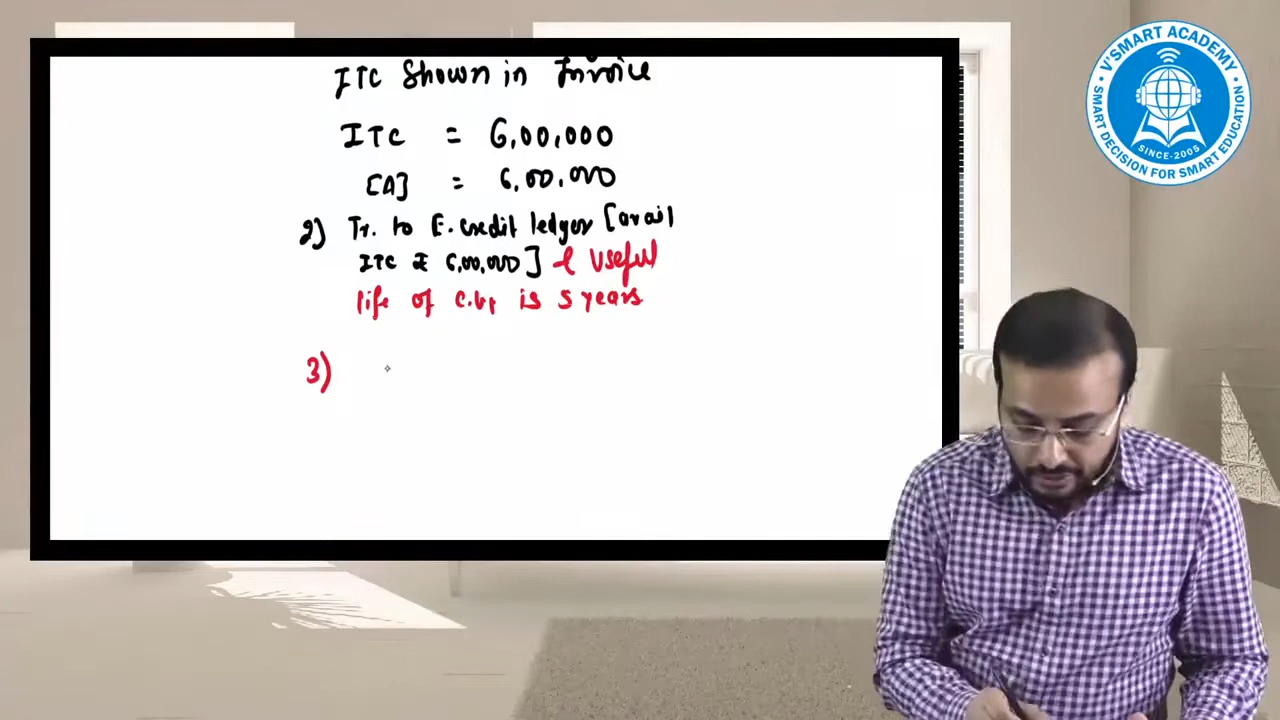 ITC Shown in Invoice
ITC = 6,00,000
[A] = 6,00,000
2) Tr. to E. credit ledger [avail
ITC ₹ 6,00,000] & Useful
life of C.G. is 5 years
3)
V'SMART ACADEMY
SMART DECISION FOR SMART EDUCATION
SINCE-2005